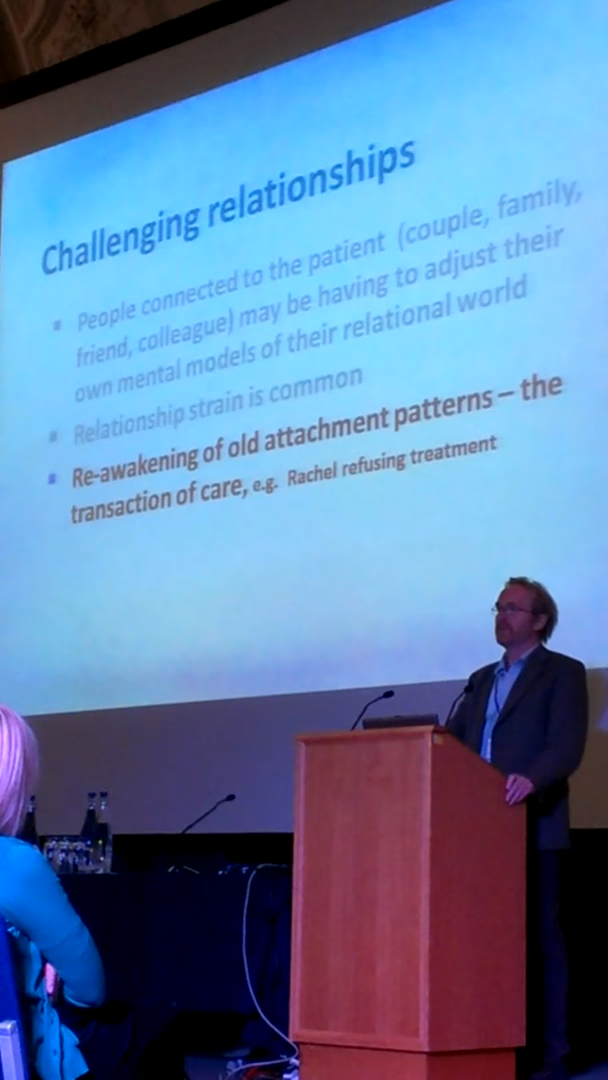 Challenging relationships
▪ People connected to the patient (couple, family,
friend, colleague) may be having to adjust their
own mental models of their relational world
▪ Relationship strain is common
▪ Re-awakening of old attachment patterns – the
transaction of care, e.g. Rachel refusing treatment